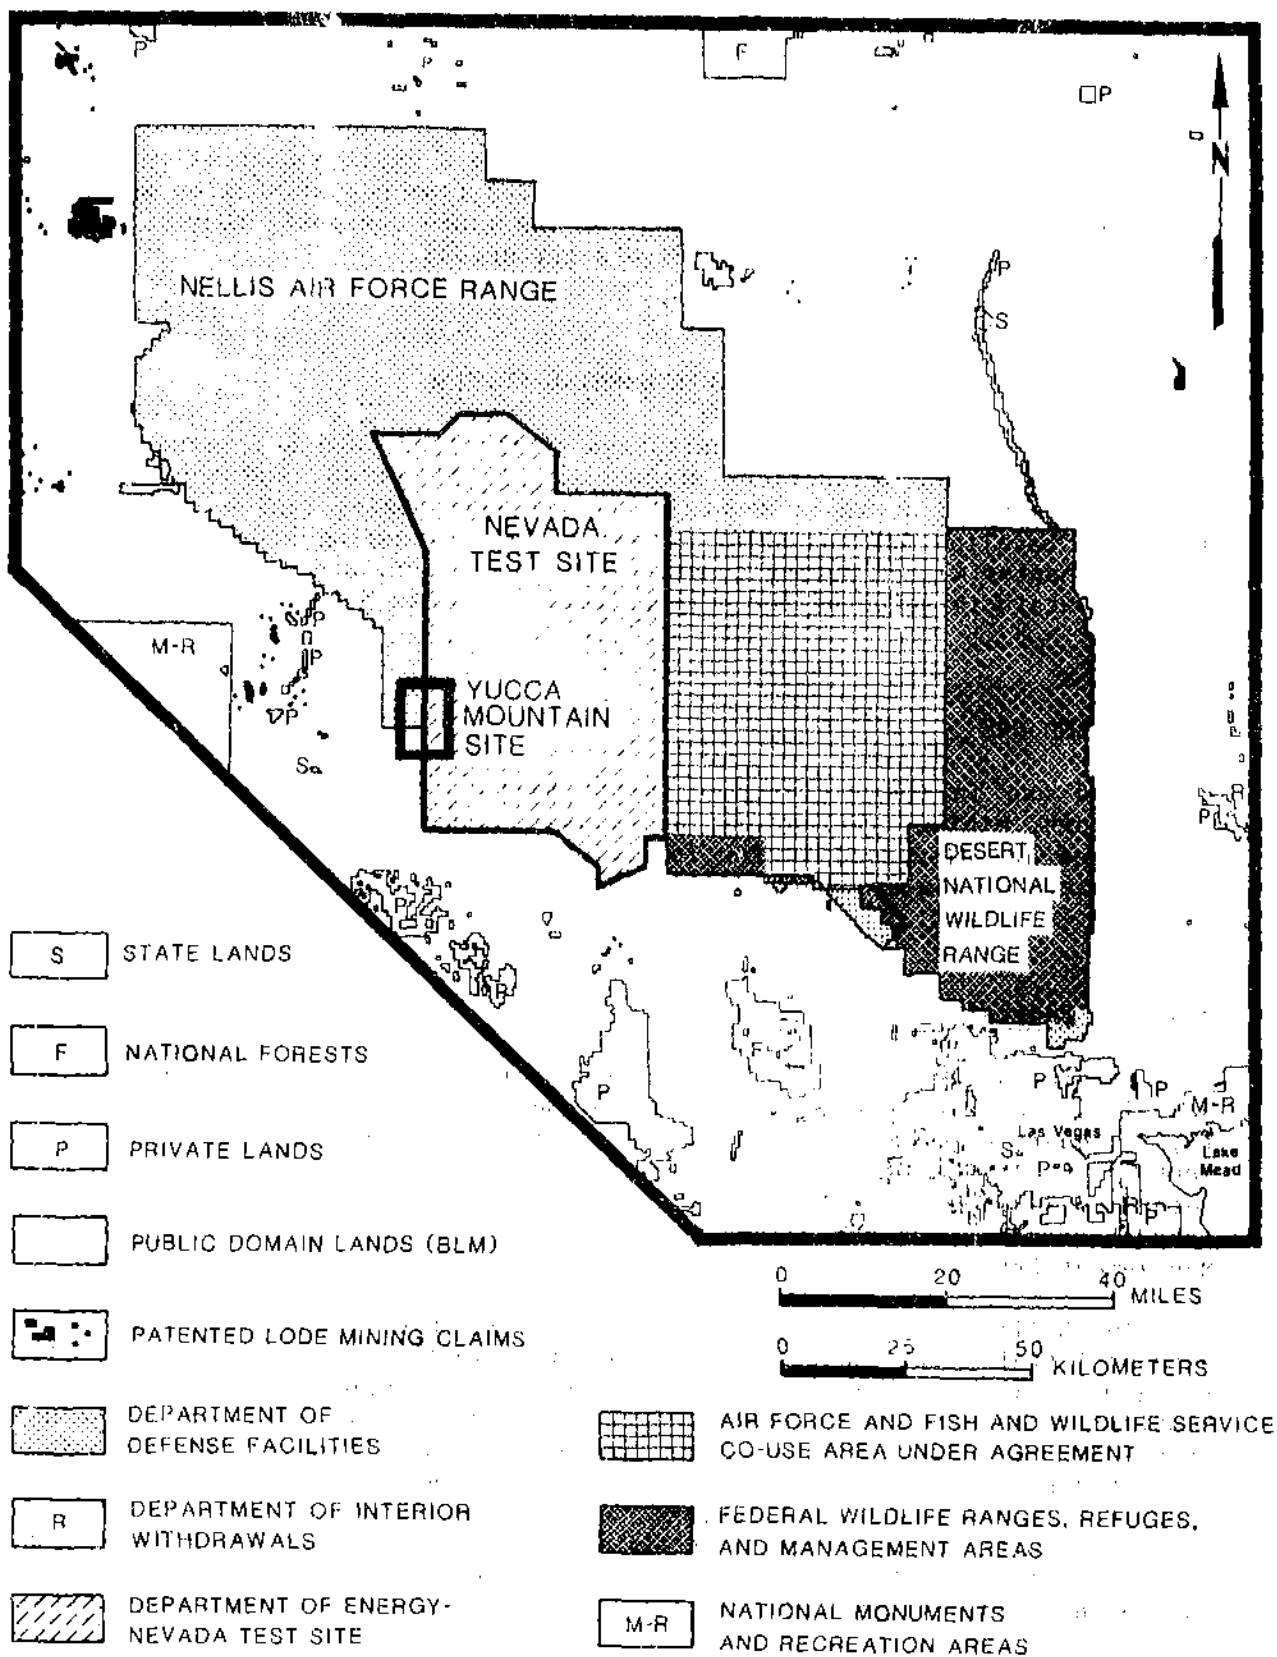 P
P
F
P
N
NELLIS AIR FORCE RANGE
P
S
NEVADA
TEST SITE
M-R
P
P
P
S
YUCCA
MOUNTAIN
SITE
R
P
DESERT
NATIONAL
WILDLIFE
RANGE
P
P
P
F
P
P
M-R
Las Vegas
Lake
Mead
S
P
P
P
S STATE LANDS
F NATIONAL FORESTS
P PRIVATE LANDS
PUBLIC DOMAIN LANDS (BLM)
PATENTED LODE MINING CLAIMS
0 20 40
MILES
0 25 50
KILOMETERS
DEPARTMENT OF
DEFENSE FACILITIES
R DEPARTMENT OF INTERIOR
WITHDRAWALS
DEPARTMENT OF ENERGY-
NEVADA TEST SITE
AIR FORCE AND FISH AND WILDLIFE SERVICE
CO-USE AREA UNDER AGREEMENT
FEDERAL WILDLIFE RANGES, REFUGES,
AND MANAGEMENT AREAS
M-R NATIONAL MONUMENTS
AND RECREATION AREAS